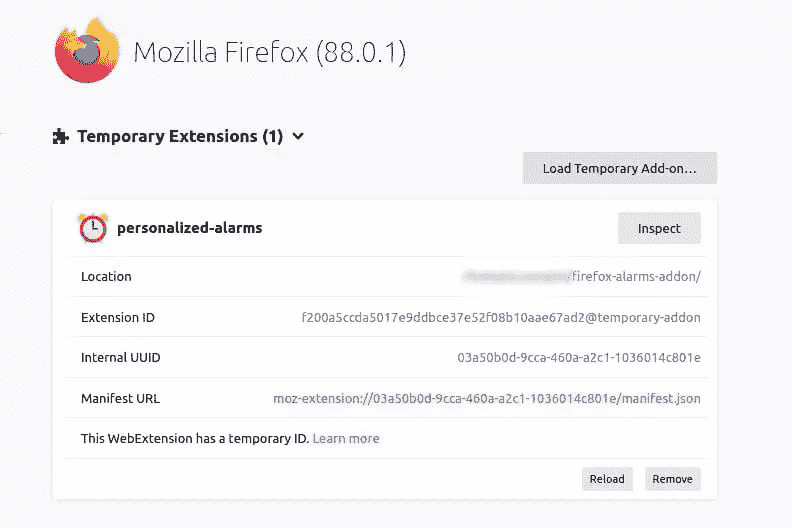 Mozilla Firefox (88.0.1)
Temporary Extensions (1)
Load Temporary Add-on...
personalized-alarms
Inspect
Location /firefox-alarms-addon/
Extension ID f200a5ccda5017e9ddbce37e52f08b10aae67ad2@temporary-addon
Internal UUID 03a50b0d-9cca-460a-a2c1-1036014c801e
Manifest URL moz-extension://03a50b0d-9cca-460a-a2c1-1036014c801e/manifest.json
This WebExtension has a temporary ID. Learn more
Reload Remove